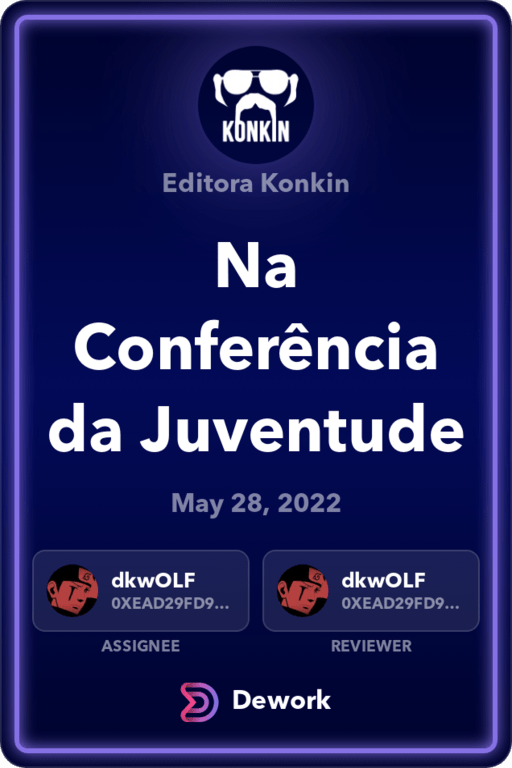 KONKIN
Editora Konkin
Na
Conferência
da Juventude
May 28, 2022
dkwOLF
0XEAD29FD9...
ASSIGNEE
dkwOLF
0XEAD29FD9...
REVIEWER
Dework